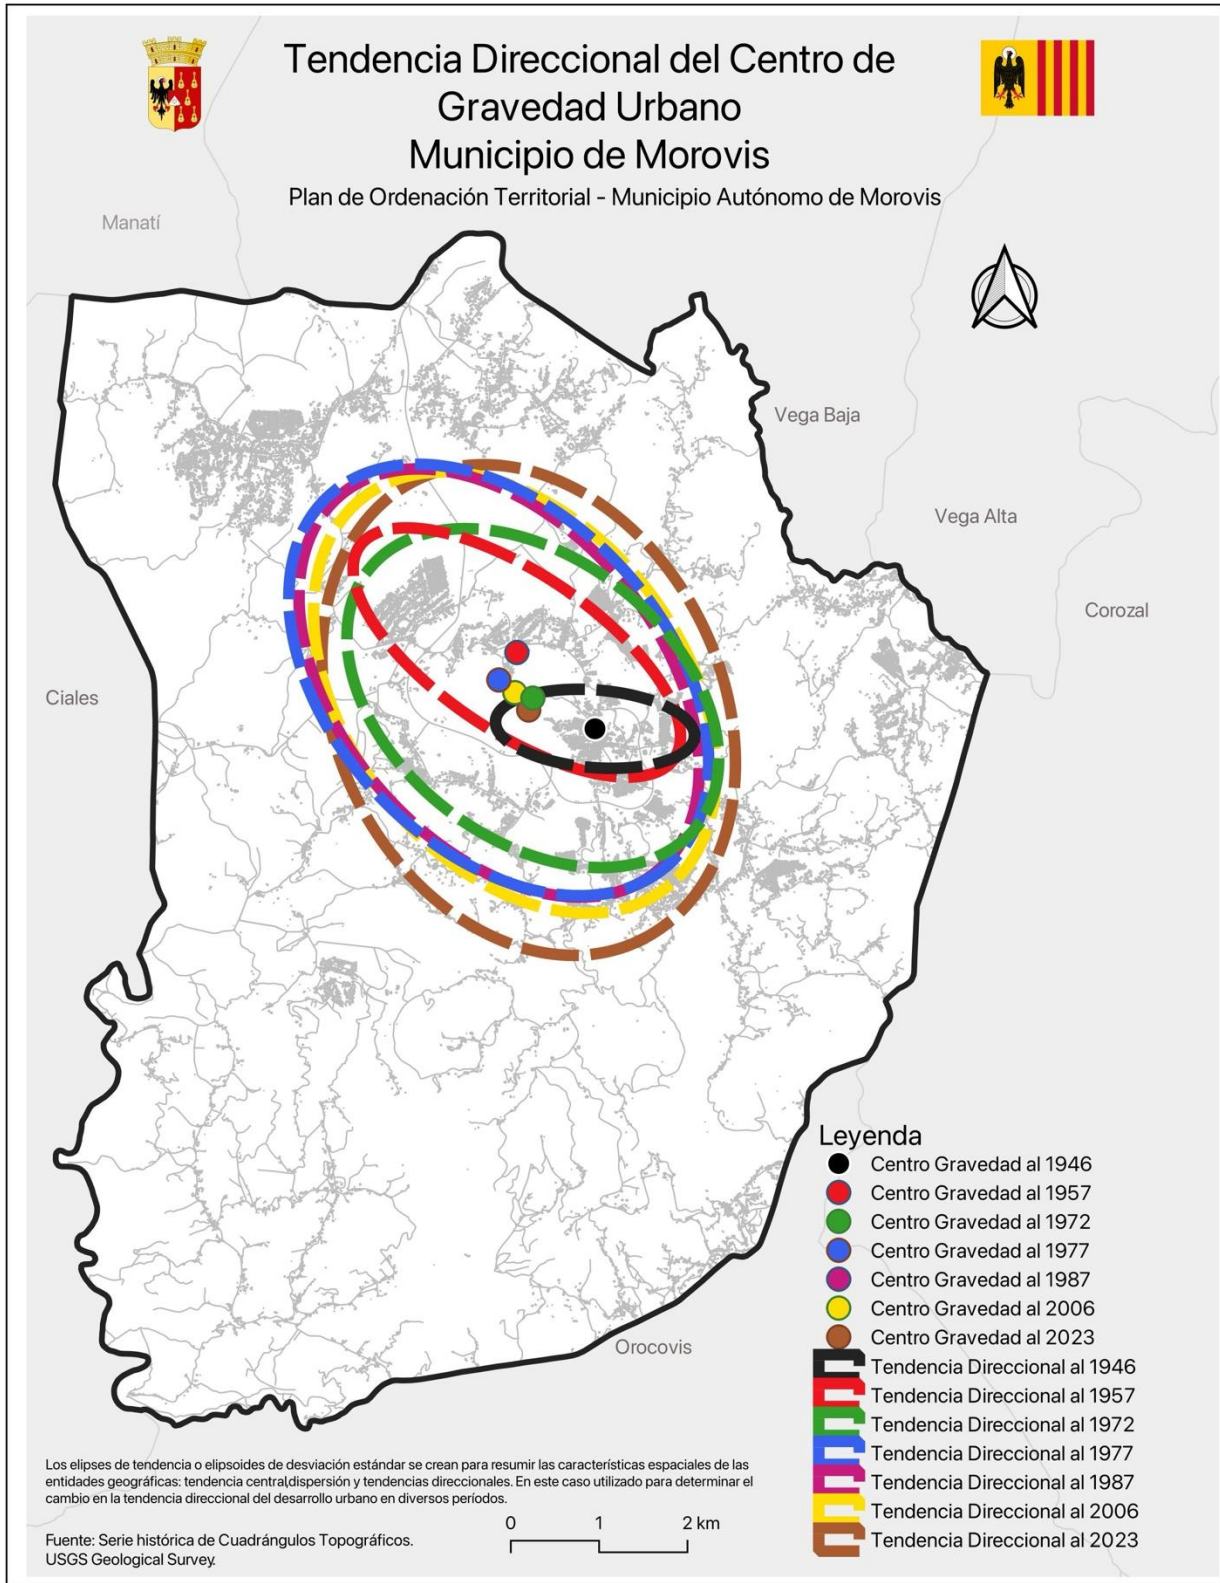 Tendencia Direccional del Centro de
Gravedad Urbano
Municipio de Morovis
Plan de Ordenación Territorial - Municipio Autónomo de Morovis
Manatí
Vega Baja
Vega Alta
Corozal
Ciales
Orocovis
Leyenda
Centro Gravedad al 1946
Centro Gravedad al 1957
Centro Gravedad al 1972
Centro Gravedad al 1977
Centro Gravedad al 1987
Centro Gravedad al 2006
Centro Gravedad al 2023
Tendencia Direccional al 1946
Tendencia Direccional al 1957
Tendencia Direccional al 1972
Tendencia Direccional al 1977
Tendencia Direccional al 1987
Tendencia Direccional al 2006
Tendencia Direccional al 2023
Los elipses de tendencia o elipsoides de desviación estándar se crean para resumir las características espaciales de las
entidades geográficas: tendencia central,dispersión y tendencias direccionales. En este caso utilizado para determinar el
cambio en la tendencia direccional del desarrollo urbano en diversos períodos.
Fuente: Serie histórica de Cuadrángulos Topográficos.
USGS Geological Survey.
0 1 2 km